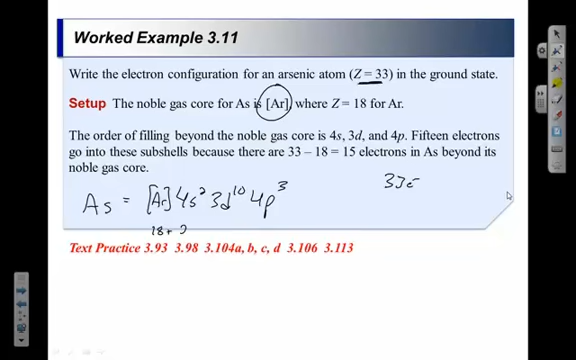 Worked Example 3.11
Write the electron configuration for an arsenic atom (Z = 33) in the ground state.
Setup The noble gas core for As is [Ar], where Z = 18 for Ar.
The order of filling beyond the noble gas core is 4s, 3d, and 4p. Fifteen electrons
go into these subshells because there are 33 – 18 = 15 electrons in As beyond its
noble gas core.
33e
As = [Ar] 4s² 3d¹⁰ 4p³
18 + 2
Text Practice 3.93 3.98 3.104a, b, c, d 3.106 3.113